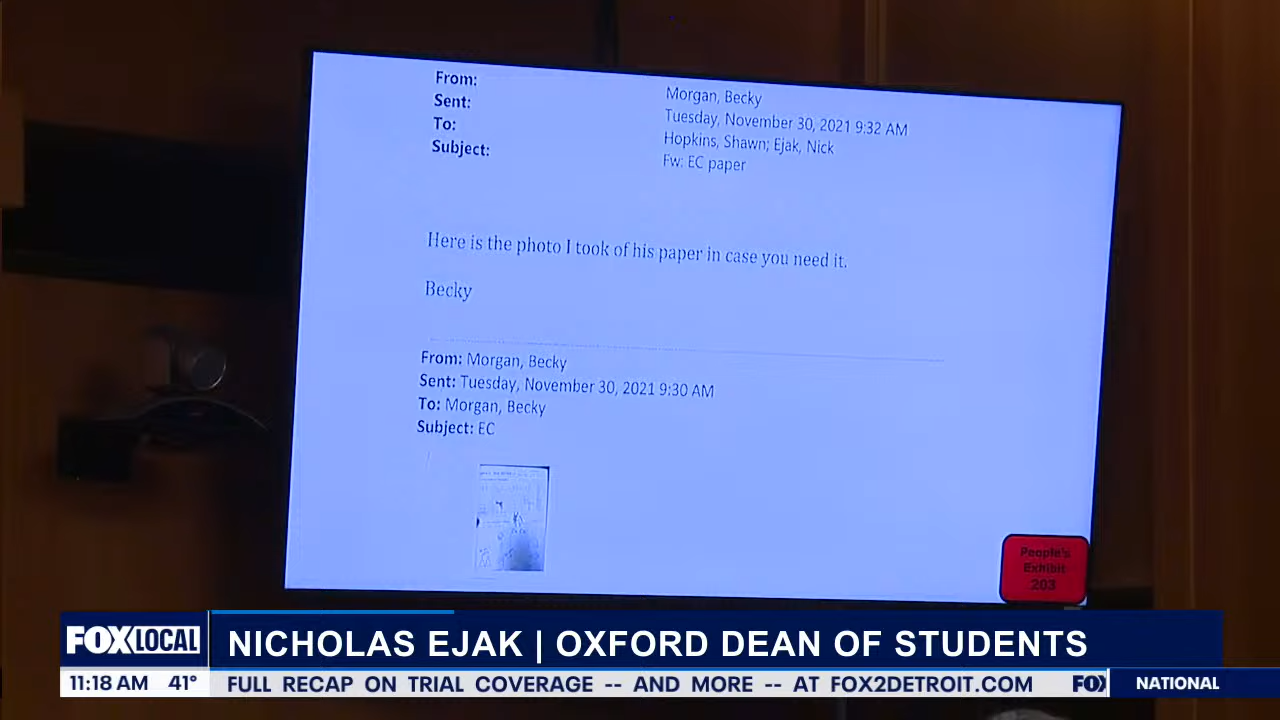 From: Morgan, Becky
Sent: Tuesday, November 30, 2021 9:32 AM
To: Hopkins, Shawn; Ejak, Nick
Subject: Fw: EC paper
Here is the photo I took of his paper in case you need it.
Becky
From: Morgan, Becky
Sent: Tuesday, November 30, 2021 9:30 AM
To: Morgan, Becky
Subject: EC
People's
Exhibit
203
FOX LOCAL
NICHOLAS EJAK | OXFORD DEAN OF STUDENTS
11:18 AM 41°
FULL RECAP ON TRIAL COVERAGE -- AND MORE -- AT FOX2DETROIT.COM
FOX
NATIONAL